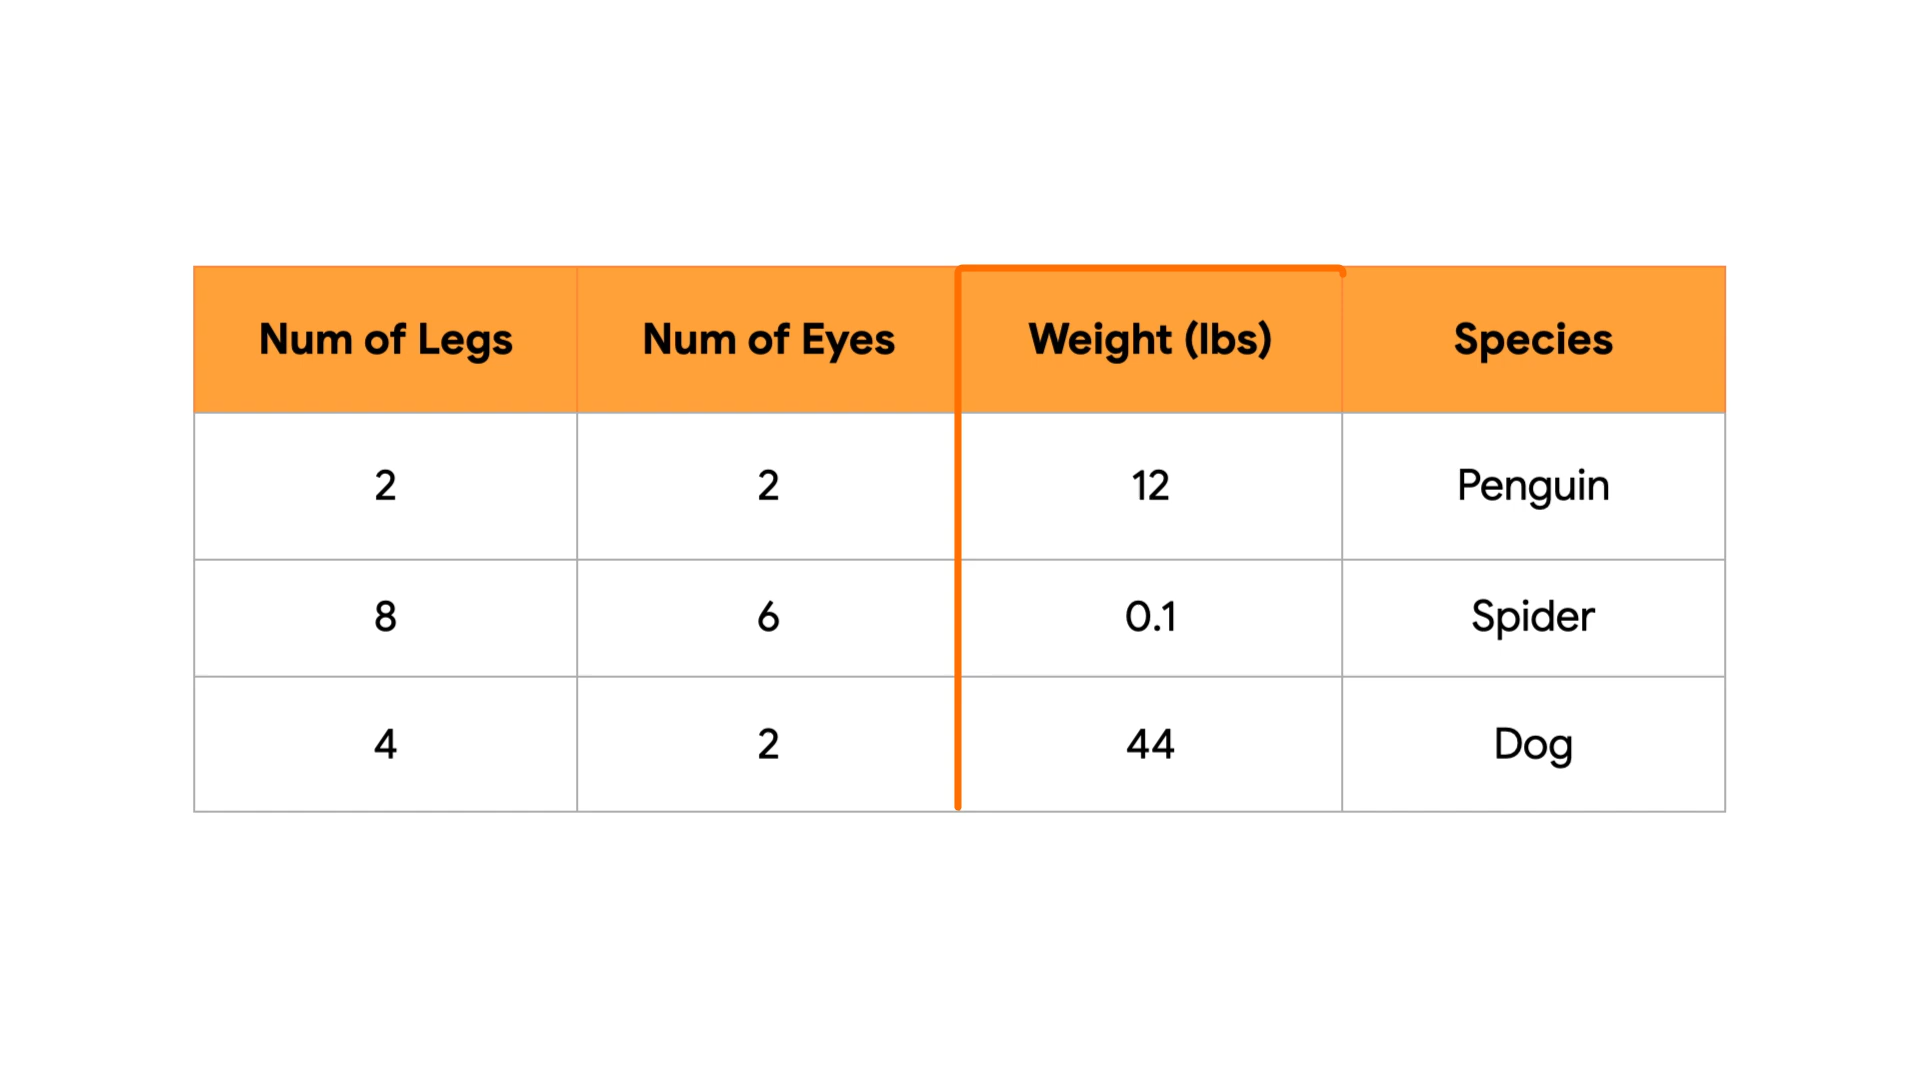 Num of Legs Num of Eyes Weight (lbs) Species
2 2 12 Penguin
8 6 0.1 Spider
4 2 44 Dog